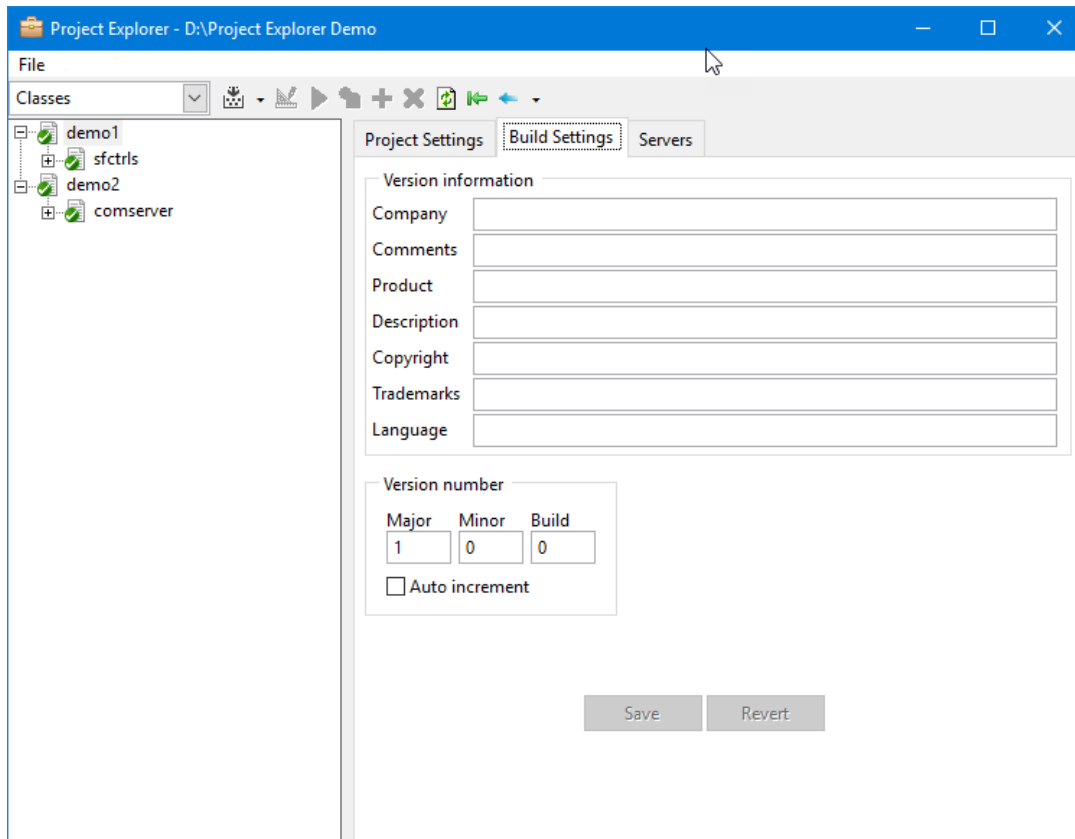 Project Explorer - D:\Project Explorer Demo
File
Classes
demo1
sfctrls
demo2
comserver
Project Settings Build Settings Servers
Version information
Company
Comments
Product
Description
Copyright
Trademarks
Language
Version number
Major Minor Build
1 0 0
Auto increment
Save Revert